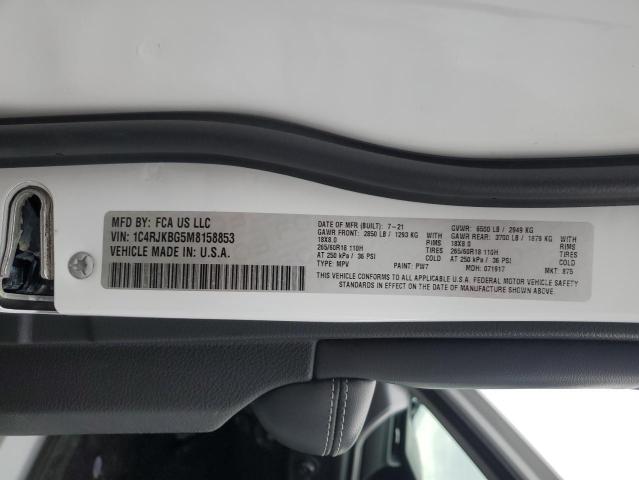 MFD BY: FCA US LLC
VIN: 1C4RJKBG5M8158853
VEHICLE MADE IN: U.S.A.
DATE OF MFR (BUILT): 7-21 GVWR: 6500 LB / 2949 KG
GAWR FRONT: 2850 LB / 1293 KG WITH GAWR REAR: 3700 LB / 1679 KG WITH
18X8.0 RIMS 18X8.0 RIMS
265/60R18 110H TIRES 265/60R18 110H TIRES
AT 250 kPa / 36 PSI COLD AT 250 kPa / 36 PSI COLD
TYPE: MPV PAINT: PW7 MDH: 071917 MKT: 875
THIS VEHICLE CONFORMS TO ALL APPLICABLE U.S.A. FEDERAL MOTOR VEHICLE SAFETY
STANDARDS IN EFFECT ON THE DATE OF MANUFACTURE SHOWN ABOVE.